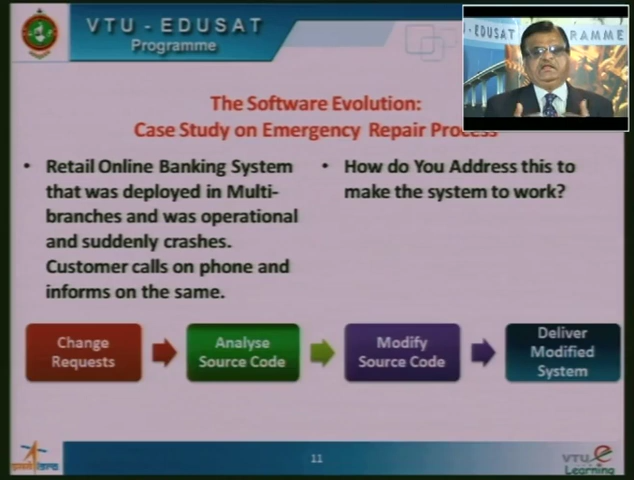 VTU - EDUSAT
Programme
- EDUSAT
RAMME
The Software Evolution:
Case Study on Emergency Repair Process
• Retail Online Banking System
that was deployed in Multi-
branches and was operational
and suddenly crashes.
Customer calls on phone and
informs on the same.
• How do You Address this to
make the system to work?
Change
Requests
Analyse
Source Code
Modify
Source Code
Deliver
Modified
System
11
VTU e
Learning